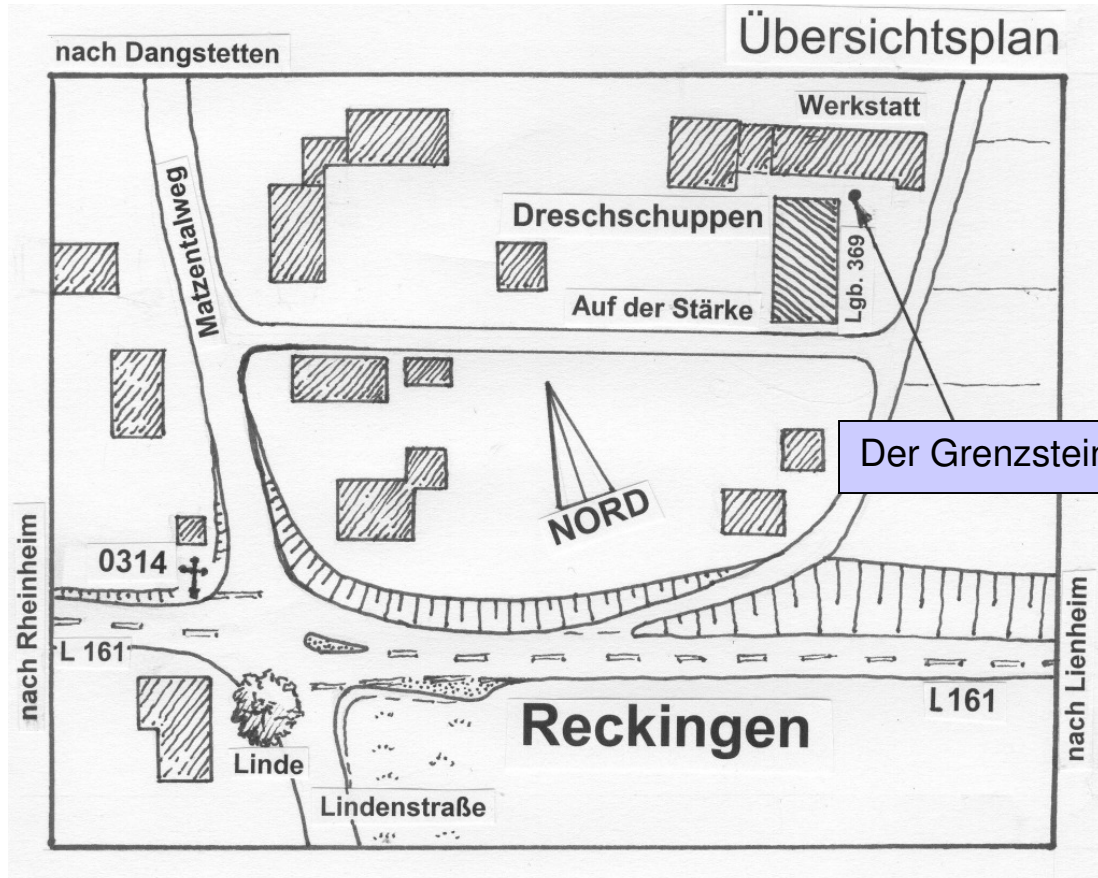 Übersichtsplan
nach Dangstetten
Werkstatt
Matzentalweg
Dreschschuppen
Lgb. 369
Auf der Stärke
Der Grenzstein
NORD
nach Rheinheim
0314
L 161
nach Lienheim
L161
Reckingen
Linde
Lindenstraße